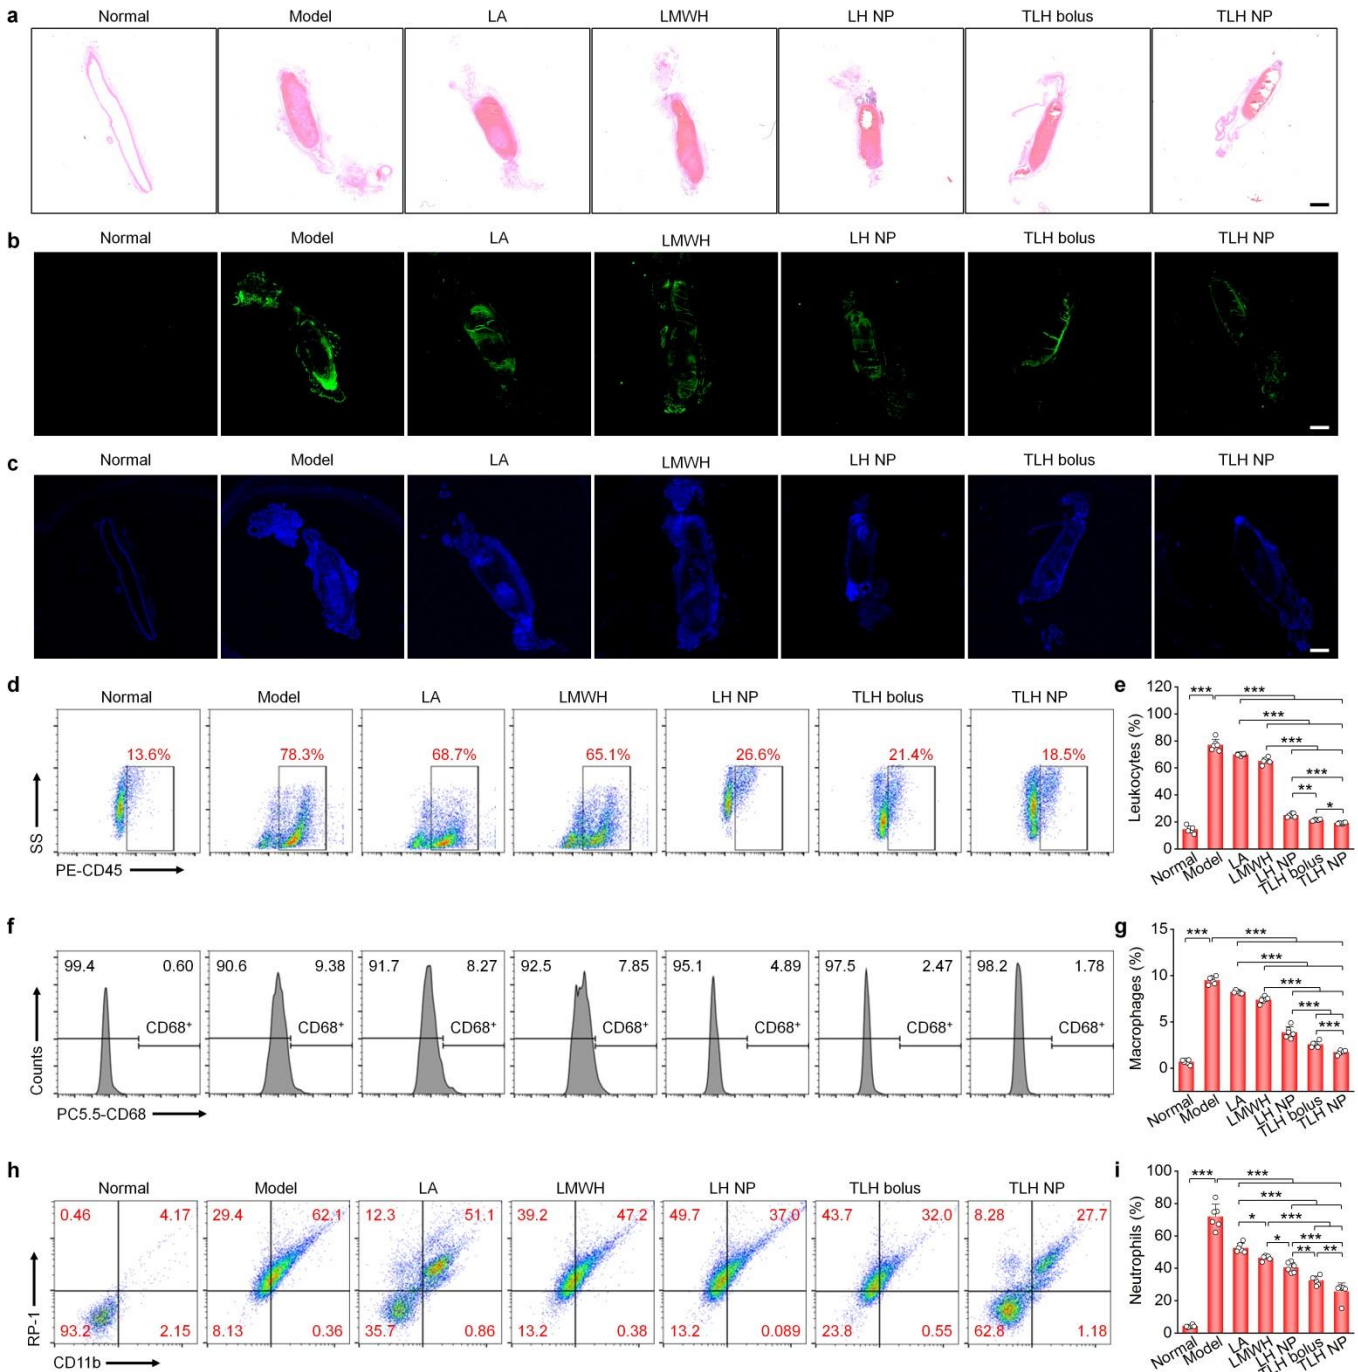 a
Normal Model LA LMWH LH NP TLH bolus TLH NP
b
Normal Model LA LMWH LH NP TLH bolus TLH NP
c
Normal Model LA LMWH LH NP TLH bolus TLH NP
d
Normal Model LA LMWH LH NP TLH bolus TLH NP
13.6% 78.3% 68.7% 65.1% 26.6% 21.4% 18.5%
SS
PE-CD45
e
Leukocytes (%)
120
100
80
60
40
20
0
*** ***
***
***
***
**
*
Normal Model LA LMWH LH NP TLH bolus TLH NP
f
99.4 0.60 90.6 9.38 91.7 8.27 92.5 7.85 95.1 4.89 97.5 2.47 98.2 1.78
CD68+ CD68+ CD68+ CD68+ CD68+ CD68+ CD68+
Counts
PC5.5-CD68
g
Macrophages (%)
15
10
5
0
*** ***
***
***
***
***
Normal Model LA LMWH LH NP TLH bolus TLH NP
h
Normal Model LA LMWH LH NP TLH bolus TLH NP
0.46 4.17 29.4 62.1 12.3 51.1 39.2 47.2 49.7 37.0 43.7 32.0 8.28 27.7
93.2 2.15 8.13 0.36 35.7 0.86 13.2 0.38 13.2 0.089 23.8 0.55 62.8 1.18
RP-1
CD11b
i
Neutrophils (%)
100
80
60
40
20
0
*** ***
***
* ***
* ***
** **
Normal Model LA LMWH LH NP TLH bolus TLH NP